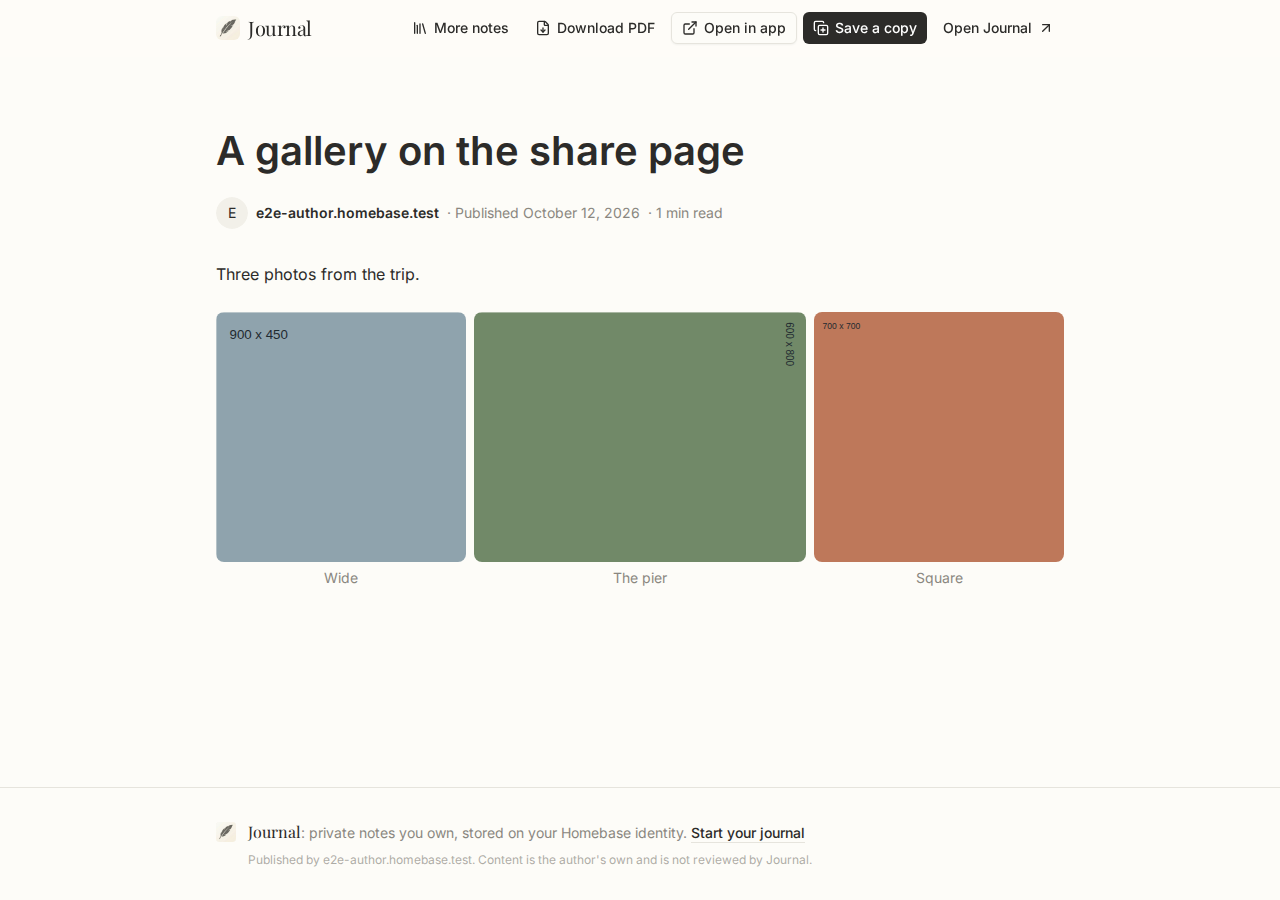 Journal
More notes
Download PDF
Open in app
Save a copy
Open Journal
A gallery on the share page
E
e2e-author.homebase.test · Published October 12, 2026 · 1 min read
Three photos from the trip.
900 x 450
600 x 800
700 x 700
Wide
The pier
Square
Journal: private notes you own, stored on your Homebase identity. Start your journal
Published by e2e-author.homebase.test. Content is the author's own and is not reviewed by Journal.